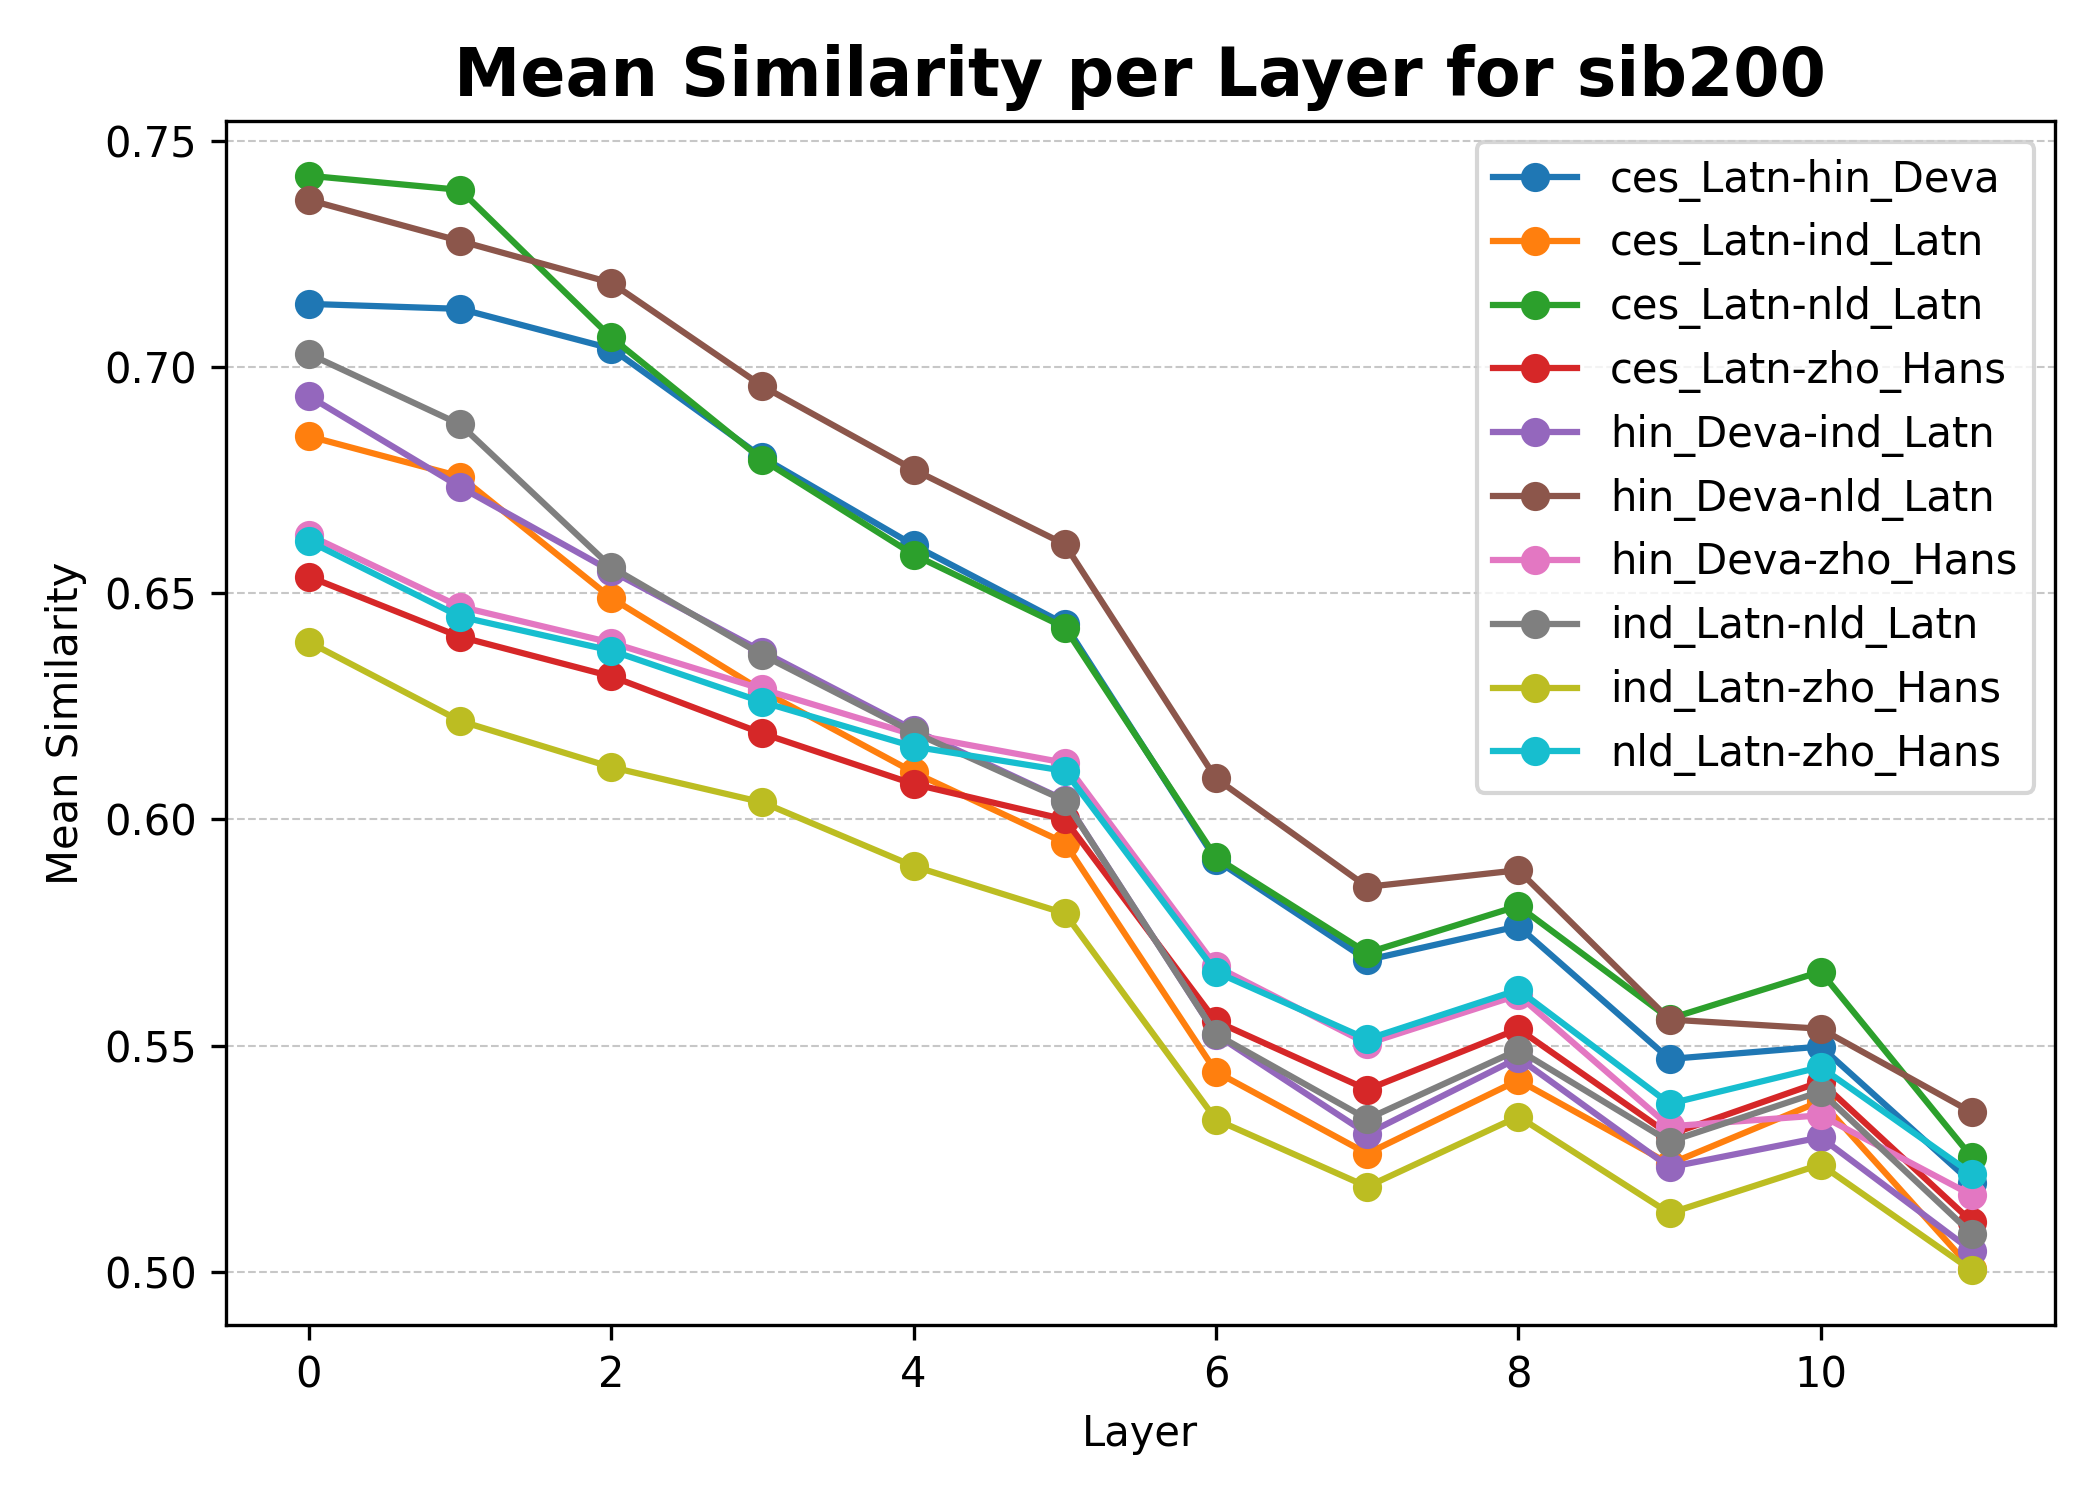 Mean Similarity per Layer for sib200
Mean Similarity
0.75
0.70
0.65
0.60
0.55
0.50
ces_Latn-hin_Deva
ces_Latn-ind_Latn
ces_Latn-nld_Latn
ces_Latn-zho_Hans
hin_Deva-ind_Latn
hin_Deva-nld_Latn
hin_Deva-zho_Hans
ind_Latn-nld_Latn
ind_Latn-zho_Hans
nld_Latn-zho_Hans
0 2 4 6 8 10
Layer